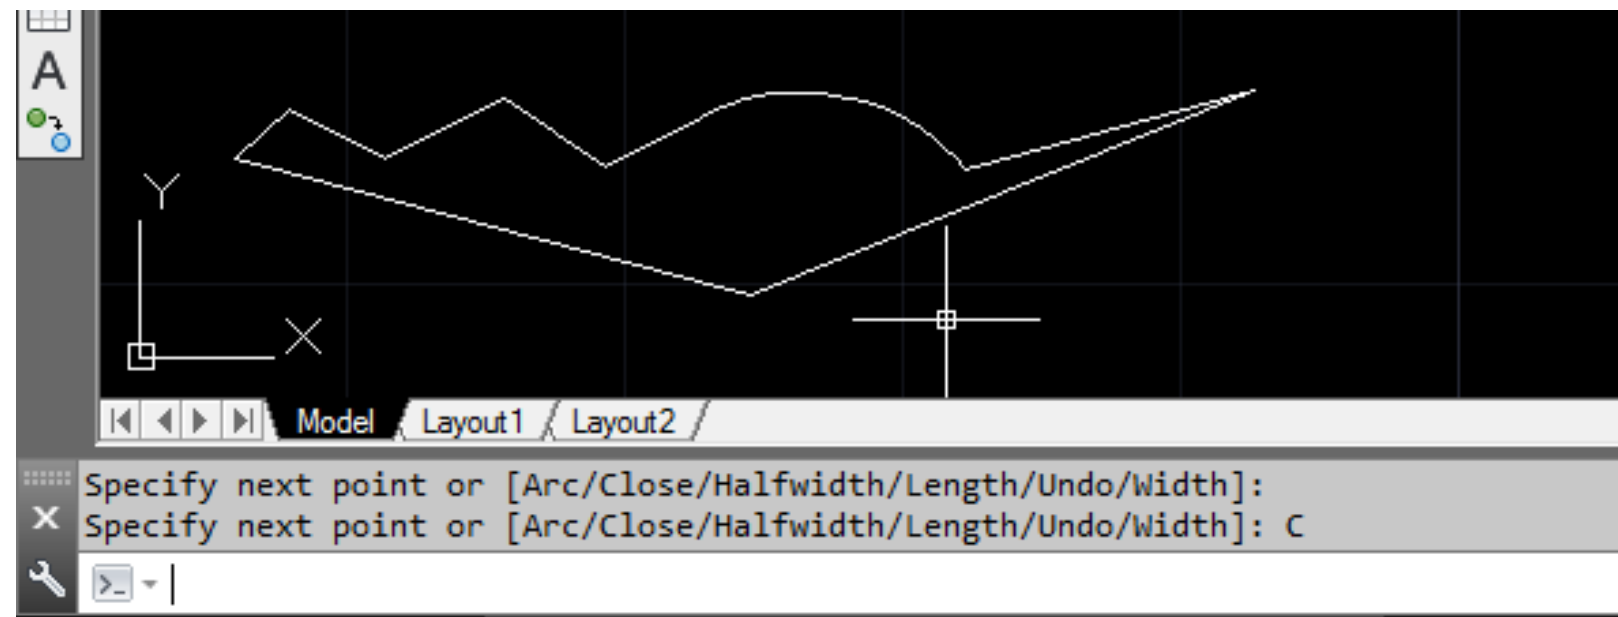 A
Y
X
Model Layout1 Layout2
Specify next point or [Arc/Close/Halfwidth/Length/Undo/Width]:
Specify next point or [Arc/Close/Halfwidth/Length/Undo/Width]: C